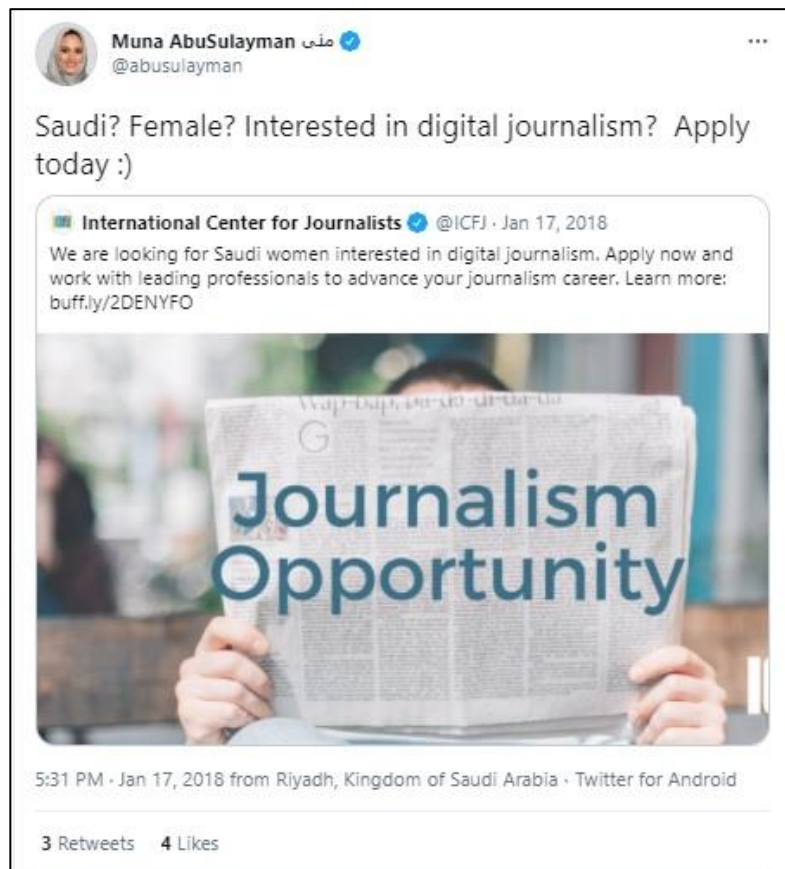 Muna AbuSulayman منى
@abusulayman
Saudi? Female? Interested in digital journalism? Apply
today :)
International Center for Journalists @ICFJ · Jan 17, 2018
We are looking for Saudi women interested in digital journalism. Apply now and
work with leading professionals to advance your journalism career. Learn more:
buff.ly/2DENYFO
G
Journalism
Opportunity
5:31 PM · Jan 17, 2018 from Riyadh, Kingdom of Saudi Arabia · Twitter for Android
3 Retweets 4 Likes